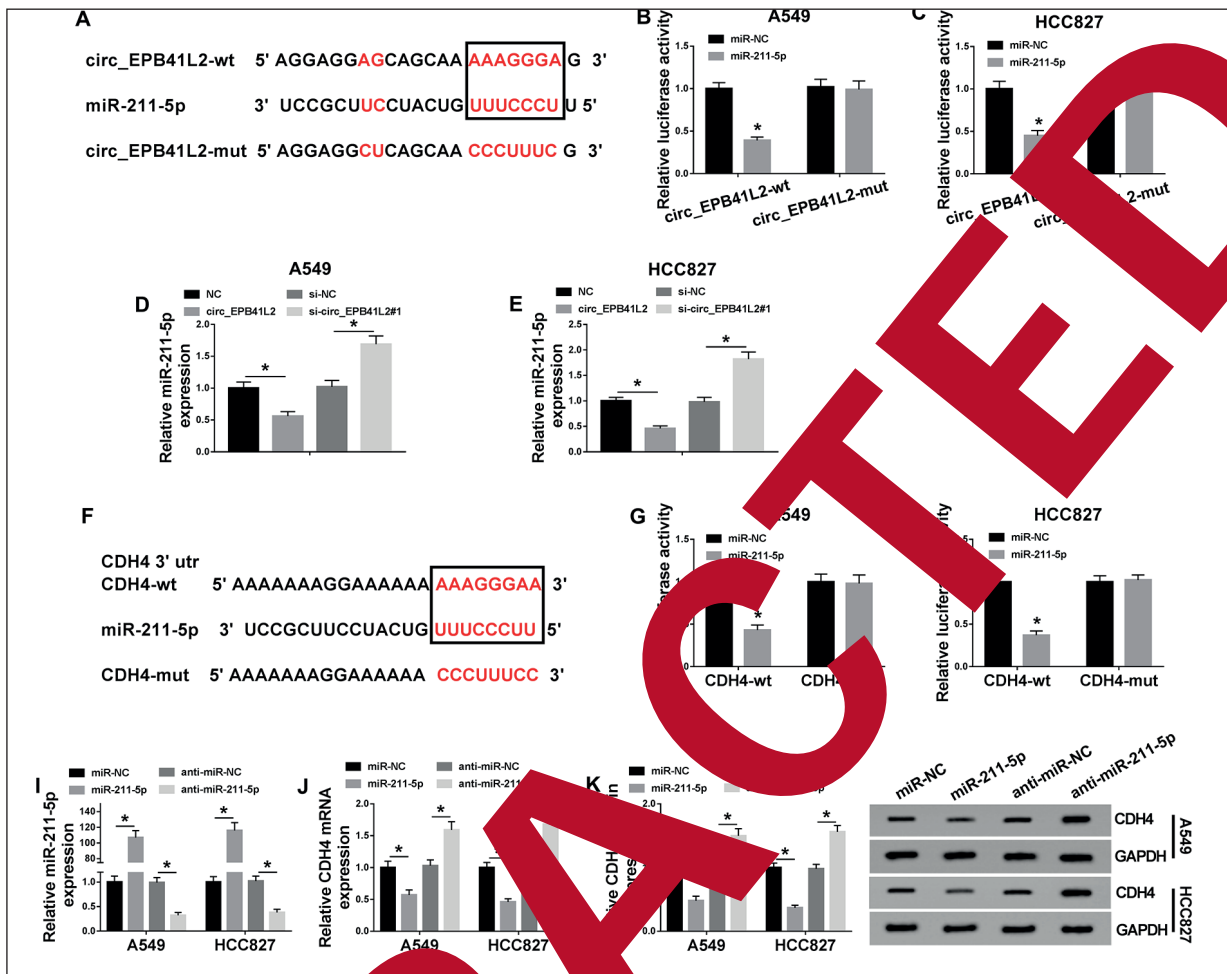 A
circ_EPB41L2-wt 5' AGGAGGAGCAGCAA AAAGGGA G 3'
miR-211-5p 3' UCCGCUUCCUACUG UUUCCCU U 5'
circ_EPB41L2-mut 5' AGGAGGCUCAGCAA CCCUUUC G 3'
B
A549
miR-NC
miR-211-5p
Relative luciferase activity
1.5
1.0
0.5
0.0
*
circ_EPB41L2-wt
circ_EPB41L2-mut
C
HCC827
miR-NC
miR-211-5p
Relative luciferase activity
1.5
1.0
0.5
0.0
*
D
A549
NC
si-NC
circ_EPB41L2
si-circ_EPB41L2#1
Relative miR-211-5p
expression
2.0
1.5
1.0
0.5
0.0
*
*
E
HCC827
NC
si-NC
circ_EPB41L2
si-circ_EPB41L2#1
Relative miR-211-5p
expression
2.5
2.0
1.5
1.0
0.5
0.0
*
*
F
CDH4 3' utr
CDH4-wt 5' AAAAAAAGGAAAAAA AAAGGGAA 3'
miR-211-5p 3' UCCGCUUCCUACUG UUUCCCUU 5'
CDH4-mut 5' AAAAAAAGGAAAAAA CCCUUUCC 3'
G
miR-NC
miR-211-5p
activity
1.5
*
CDH4-wt
HCC827
miR-NC
miR-211-5p
Relative
0.5
0.0
*
CDH4-wt
CDH4-mut
I
miR-NC
anti-miR-NC
miR-211-5p
anti-miR-211-5p
Relative miR-211-5p
expression
140
120
100
80
60
1.0
0.5
0.0
*
*
*
*
A549
HCC827
J
miR-NC
anti-miR-NC
miR-211-5p
Relative CDH4 mRNA
expression
2.0
1.5
1.0
0.5
0.0
*
*
A549
K
miR-NC
anti-miR-NC
miR-211-5p
2.0
*
*
*
A549
HCC827
miR-NC
miR-211-5p
anti-miR-NC
anti-miR-211-5p
CDH4
GAPDH
A549
CDH4
GAPDH
HCC827